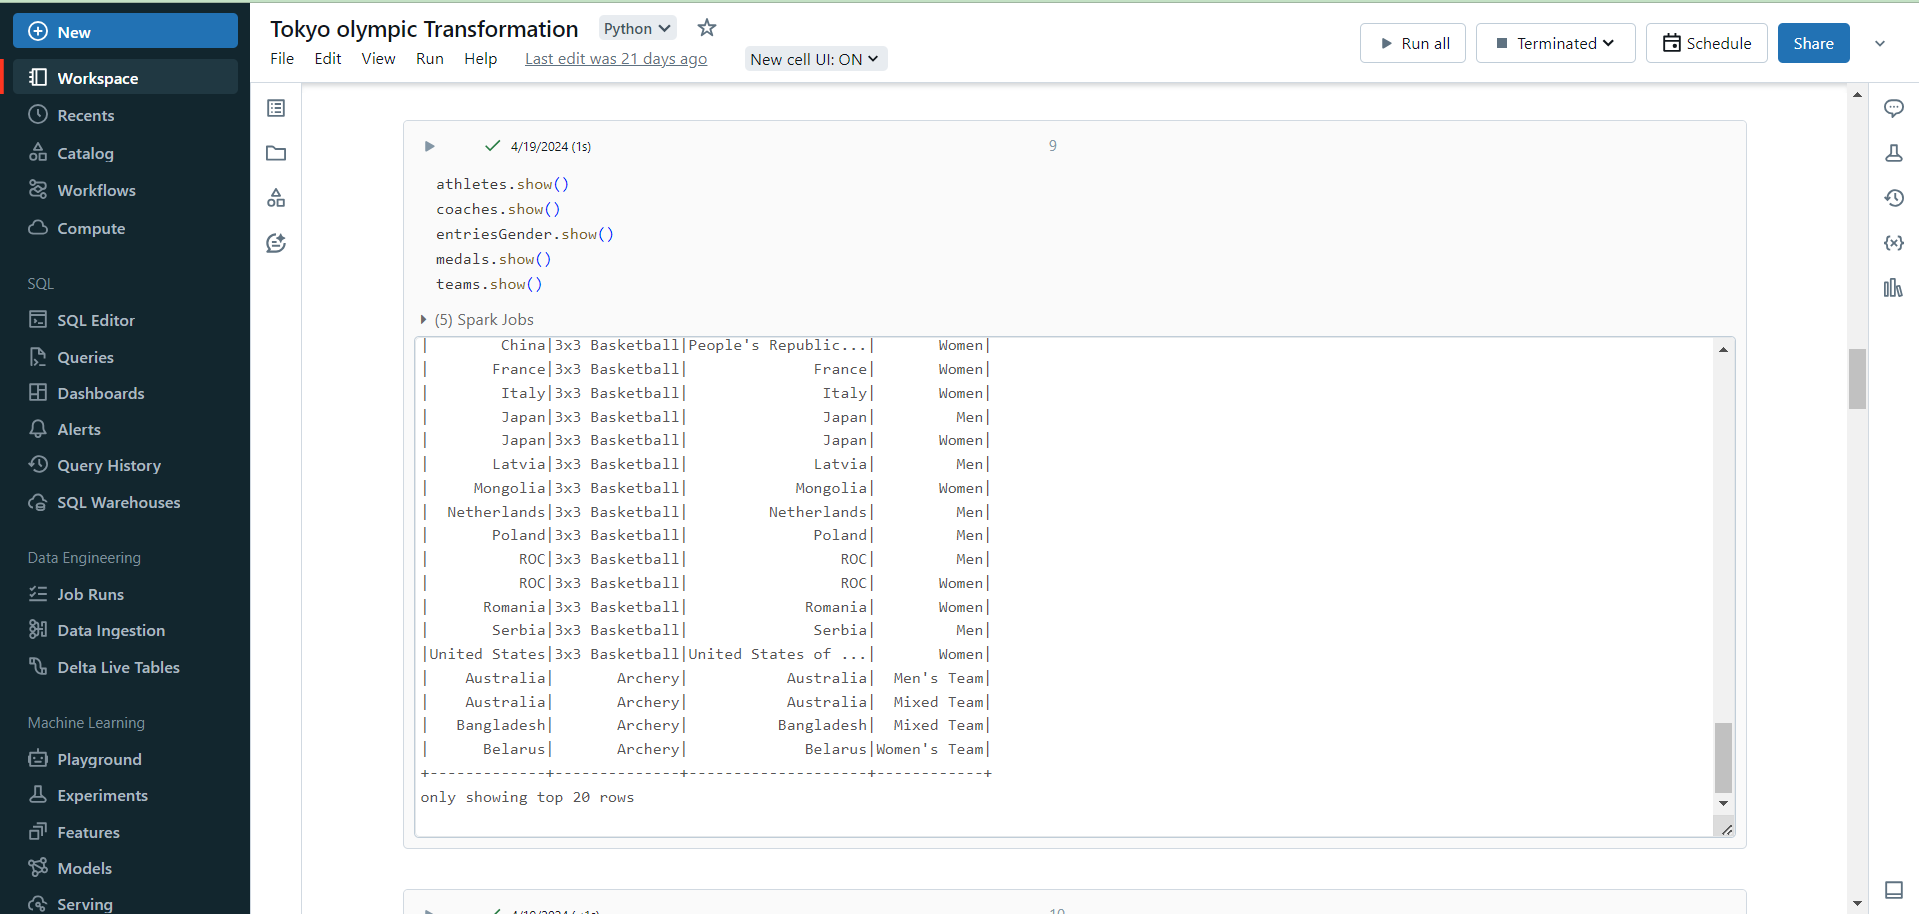 New
Workspace
Recents
Catalog
Workflows
Compute
SQL
SQL Editor
Queries
Dashboards
Alerts
Query History
SQL Warehouses
Data Engineering
Job Runs
Data Ingestion
Delta Live Tables
Machine Learning
Playground
Experiments
Features
Models
Serving
Tokyo olympic Transformation Python
File Edit View Run Help Last edit was 21 days ago New cell UI: ON
Run all Terminated Schedule Share
4/19/2024 (1s) 9
athletes.show()
coaches.show()
entriesGender.show()
medals.show()
teams.show()
(5) Spark Jobs
| China|3x3 Basketball|People's Republic...| Women|
| France|3x3 Basketball| France| Women|
| Italy|3x3 Basketball| Italy| Women|
| Japan|3x3 Basketball| Japan| Men|
| Japan|3x3 Basketball| Japan| Women|
| Latvia|3x3 Basketball| Latvia| Men|
| Mongolia|3x3 Basketball| Mongolia| Women|
| Netherlands|3x3 Basketball| Netherlands| Men|
| Poland|3x3 Basketball| Poland| Men|
| ROC|3x3 Basketball| ROC| Men|
| ROC|3x3 Basketball| ROC| Women|
| Romania|3x3 Basketball| Romania| Women|
| Serbia|3x3 Basketball| Serbia| Men|
|United States|3x3 Basketball|United States of ...| Women|
| Australia| Archery| Australia| Men's Team|
| Australia| Archery| Australia| Mixed Team|
| Bangladesh| Archery| Bangladesh| Mixed Team|
| Belarus| Archery| Belarus|Women's Team|
+-------------+--------------+--------------------+------------+
only showing top 20 rows
4/19/2024 (<1s) 10